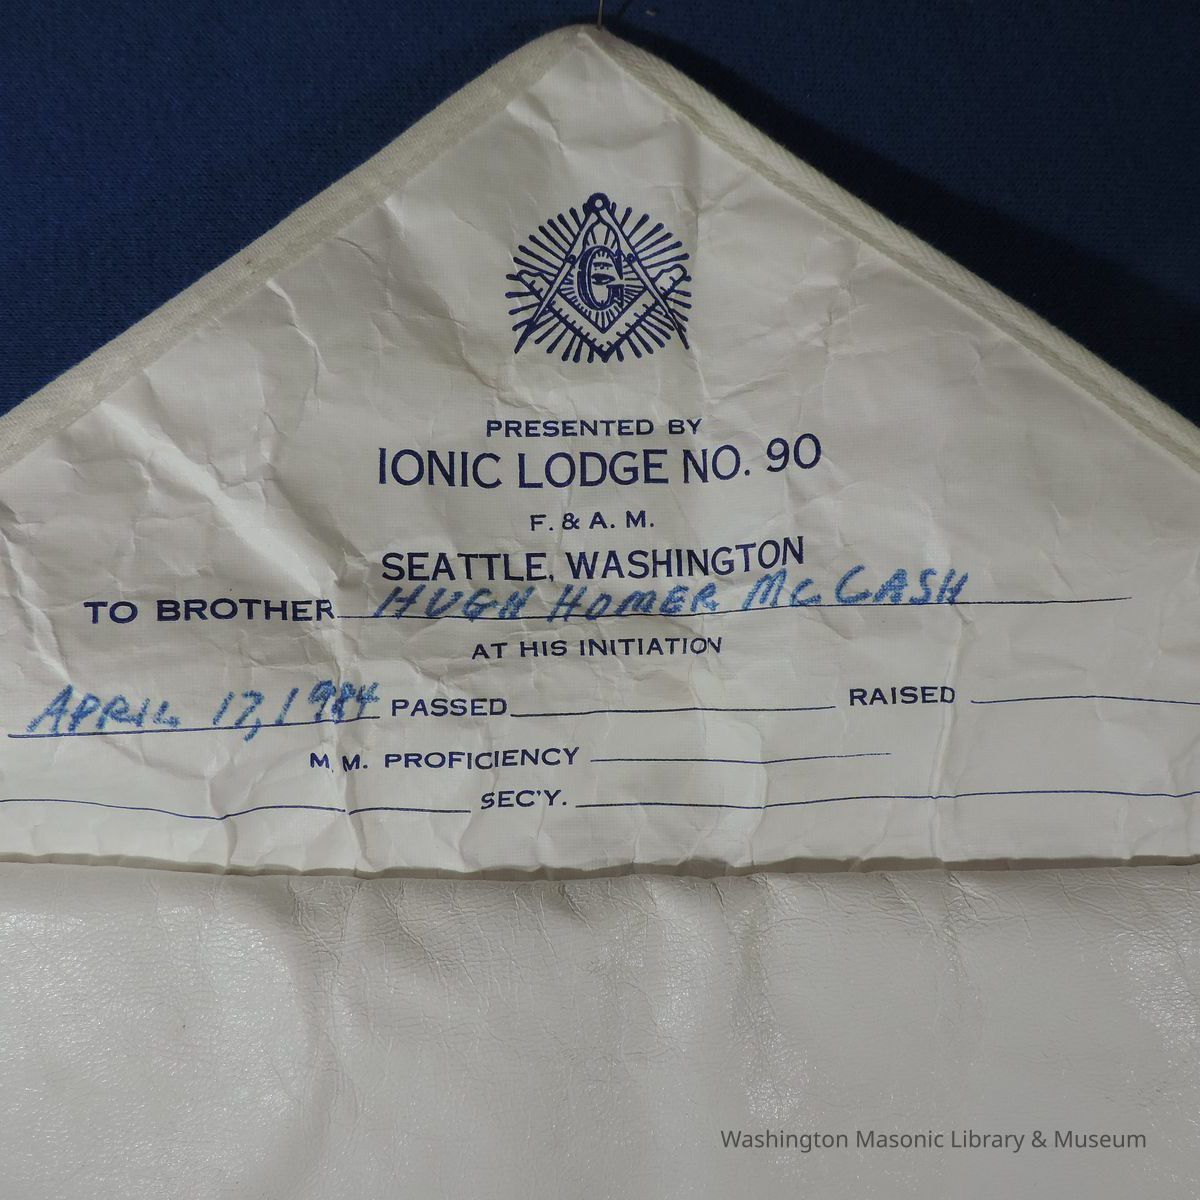 G
PRESENTED BY
IONIC LODGE NO. 90
F. & A. M.
SEATTLE, WASHINGTON
TO BROTHER HUGH HOMER McCASH
AT HIS INITIATION
APRIL 17, 1984 PASSED RAISED
M. M. PROFICIENCY
SEC'Y.
Washington Masonic Library & Museum